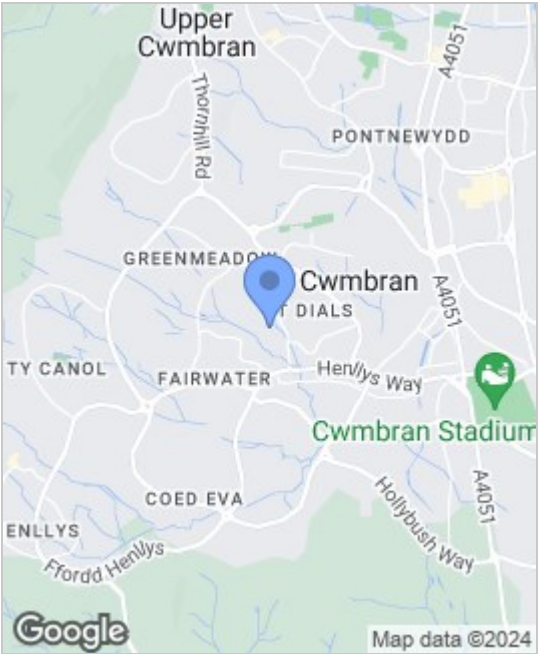 Upper
Cwmbran
A4051
Thornhill Rd
PONTNEWYDD
GREENMEADOW
Cwmbran
T DIALS
A4051
TY CANOL
FAIRWATER
Henllys Way
Cwmbran Stadium
COED EVA
A4051
Hollybush Way
ENLLYS
Ffordd Henllys
Google
Map data ©2024